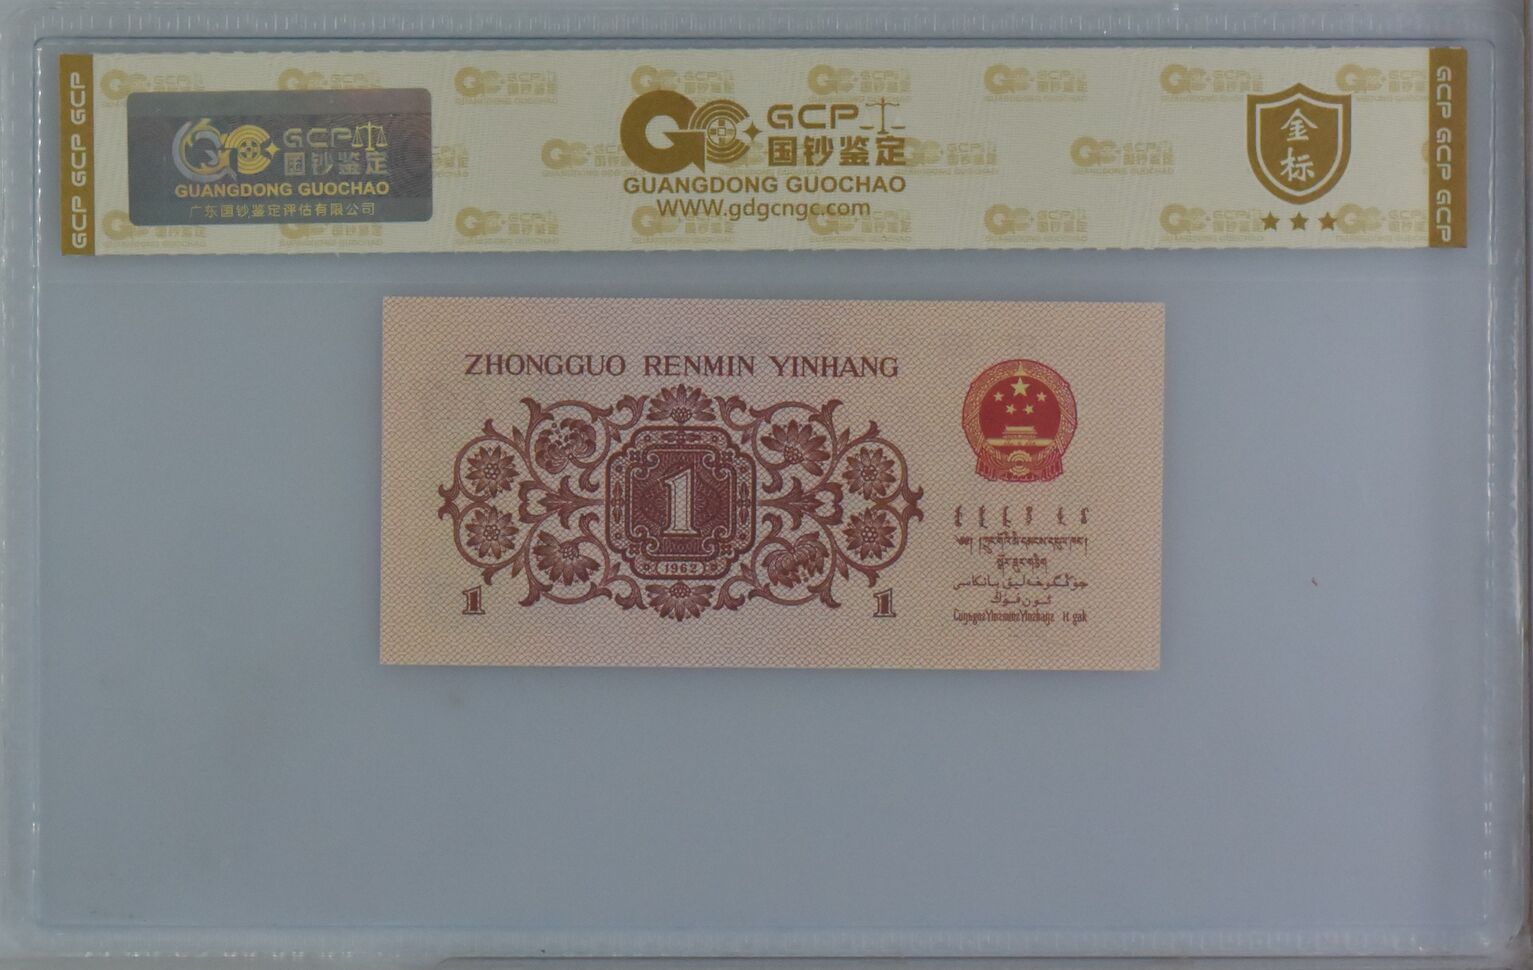 GCP GCP GCP
GCP 国钞鉴定
GUANGDONG GUOCHAO
广东国钞鉴定评估有限公司
GCP
国钞鉴定
GUANGDONG GUOCHAO
WWW.gdgcngc.com
金标
GCP GCP GCP
ZHONGGUO RENMIN YINHANG
1
1962
1
1